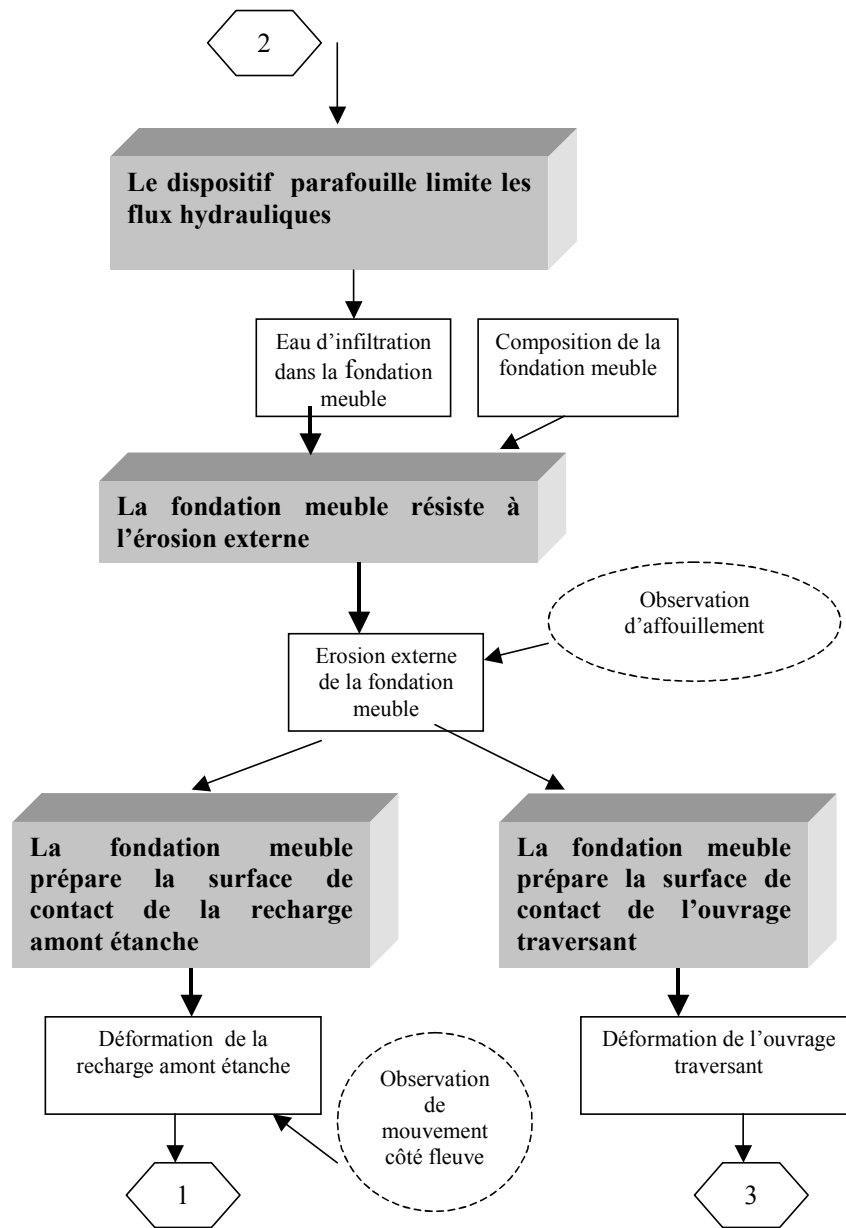 2
Le dispositif parafouille limite les
flux hydrauliques
Eau d'infiltration
dans la fondation
meuble
Composition de la
fondation meuble
La fondation meuble résiste à
l'érosion externe
Observation
d'affouillement
Erosion externe
de la fondation
meuble
La fondation meuble
prépare la surface de
contact de la recharge
amont étanche
La fondation meuble
prépare la surface de
contact de l'ouvrage
traversant
Déformation de la
recharge amont étanche
Observation
de
mouvement
côté fleuve
Déformation de l'ouvrage
traversant
1
3